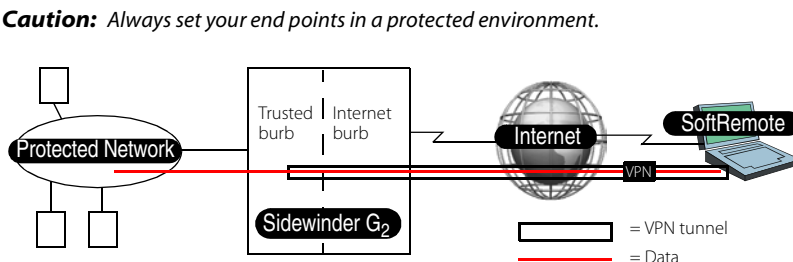 Caution: Always set your end points in a protected environment.
Trusted burb
Internet burb
Protected Network
Internet
SoftRemote
VPN
Sidewinder G2
= VPN tunnel
= Data